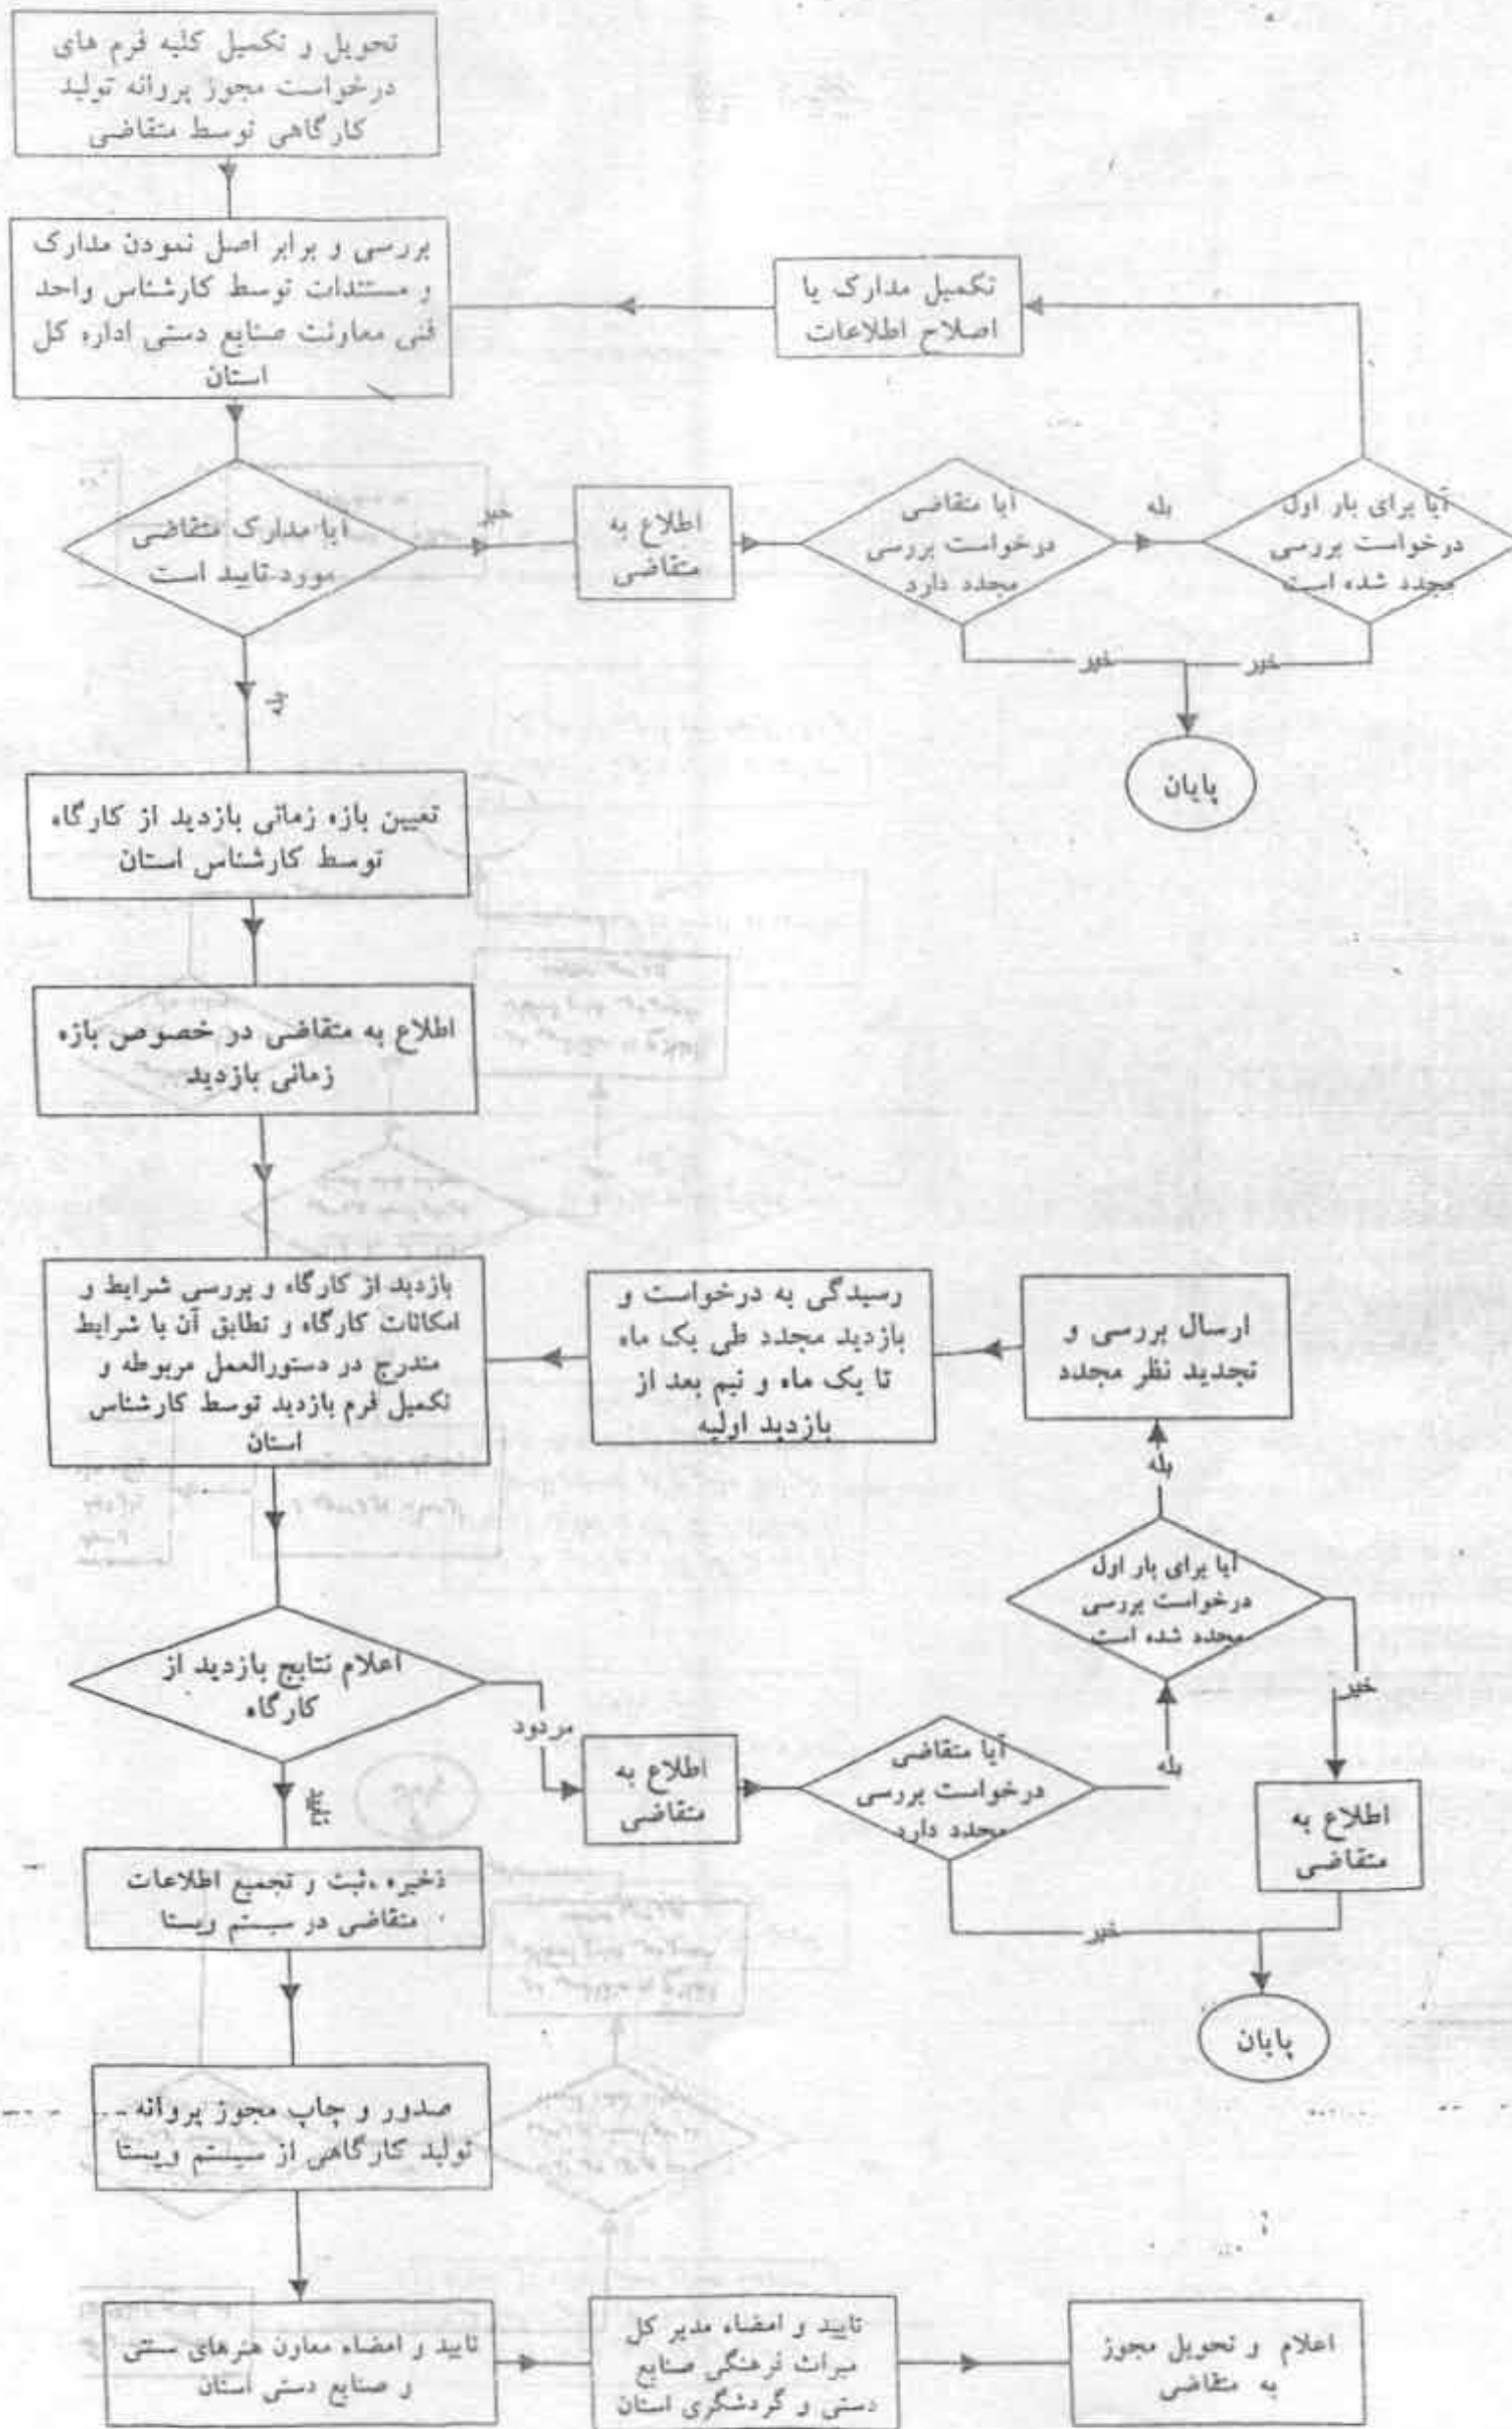 تحویل و تکمیل کلیه فرم های
درخواست مجوز پروانه تولید
کارگاهی توسط متقاضی
بررسی و برابر اصل نمودن مدارک
و مستندات توسط کارشناس واحد
فنی معاونت صنایع دستی اداره کل
استان
تکمیل مدارک یا
اصلاح اطلاعات
آیا مدارک متقاضی
مورد تایید است
خیر
اطلاع به
متقاضی
آیا متقاضی
درخواست بررسی
مجدد دارد
بله
آیا برای بار اول
درخواست بررسی
مجدد شده است
خیر
خیر
پایان
بله
تعیین بازه زمانی بازدید از کارگاه
توسط کارشناس استان
اطلاع به متقاضی در خصوص بازه
زمانی بازدید
بازدید از کارگاه و بررسی شرایط و
امکانات کارگاه و تطابق آن با شرایط
مندرج در دستورالعمل مربوطه و
تکمیل فرم بازدید توسط کارشناس
استان
رسیدگی به درخواست و
بازدید مجدد طی یک ماه
تا یک ماه و نیم بعد از
بازدید اولیه
ارسال بررسی و
تجدید نظر مجدد
بله
آیا برای بار اول
درخواست بررسی
مجدد شده است
خیر
اعلام نتایج بازدید از
کارگاه
مردود
اطلاع به
متقاضی
آیا متقاضی
درخواست بررسی
مجدد دارد
بله
اطلاع به
متقاضی
خیر
پایان
تائید
ذخیره ،ثبت و تجمیع اطلاعات
متقاضی در سیستم ویستا
صدور و چاپ مجوز پروانه
تولید کارگاهی از سیستم ویستا
تایید و امضاء معاون هنرهای سنتی
و صنایع دستی استان
تایید و امضاء مدیر کل
میراث فرهنگی صنایع
دستی و گردشگری استان
اعلام و تحویل مجوز
به متقاضی